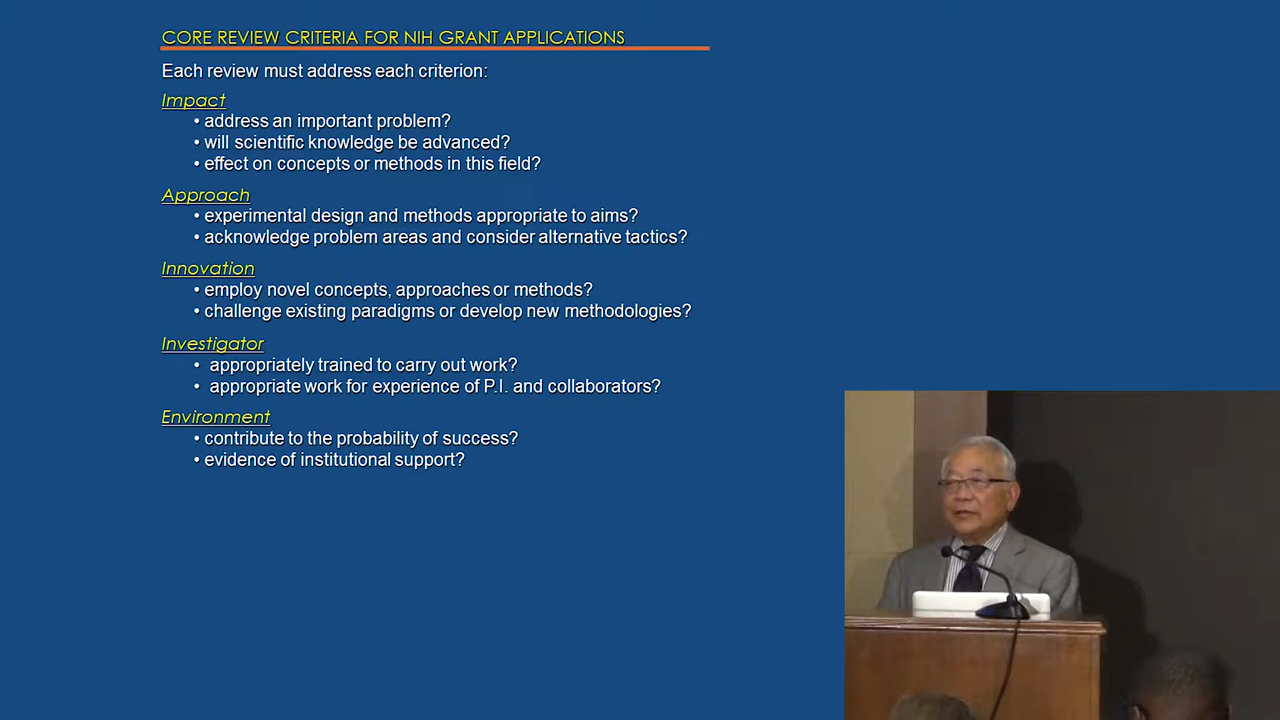 CORE REVIEW CRITERIA FOR NIH GRANT APPLICATIONS
Each review must address each criterion:
Impact
• address an important problem?
• will scientific knowledge be advanced?
• effect on concepts or methods in this field?
Approach
• experimental design and methods appropriate to aims?
• acknowledge problem areas and consider alternative tactics?
Innovation
• employ novel concepts, approaches or methods?
• challenge existing paradigms or develop new methodologies?
Investigator
• appropriately trained to carry out work?
• appropriate work for experience of P.I. and collaborators?
Environment
• contribute to the probability of success?
• evidence of institutional support?